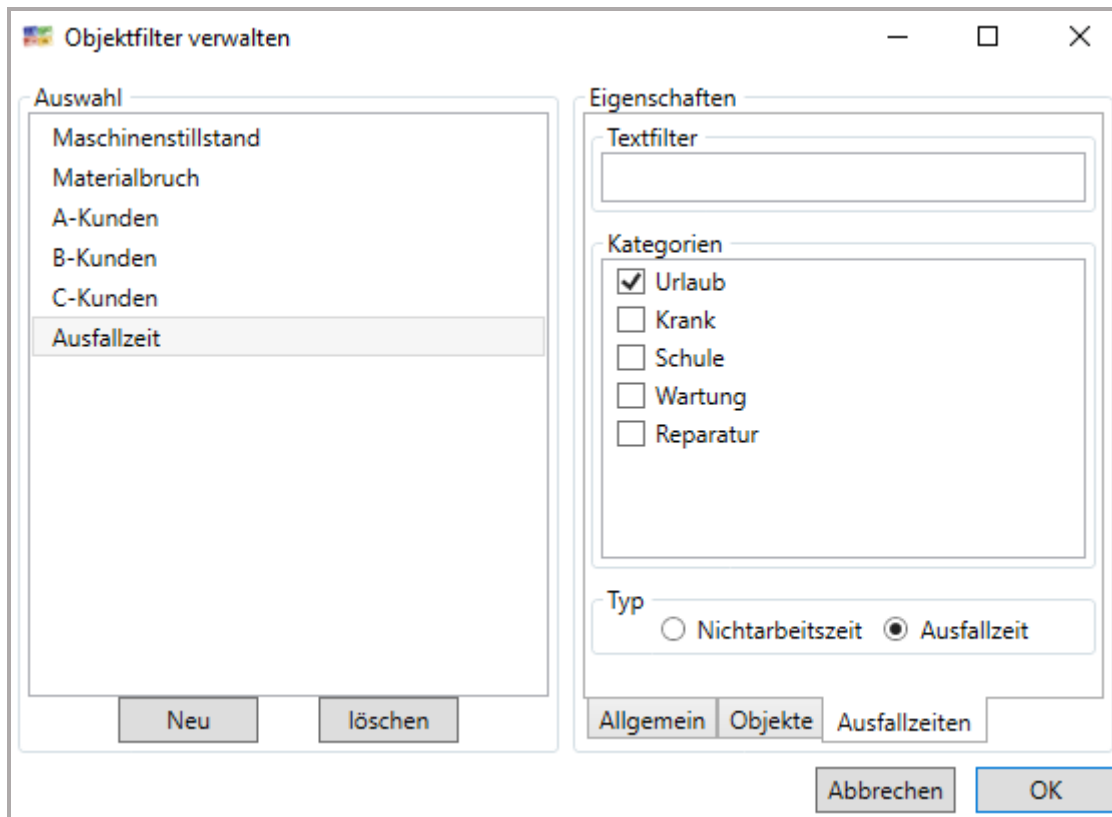 Objektfilter verwalten
Auswahl
Maschinenstillstand
Materialbruch
A-Kunden
B-Kunden
C-Kunden
Ausfallzeit
Neu
löschen
Eigenschaften
Textfilter
Kategorien
Urlaub
Krank
Schule
Wartung
Reparatur
Typ
Nichtarbeitszeit Ausfallzeit
Allgemein Objekte Ausfallzeiten
Abbrechen OK